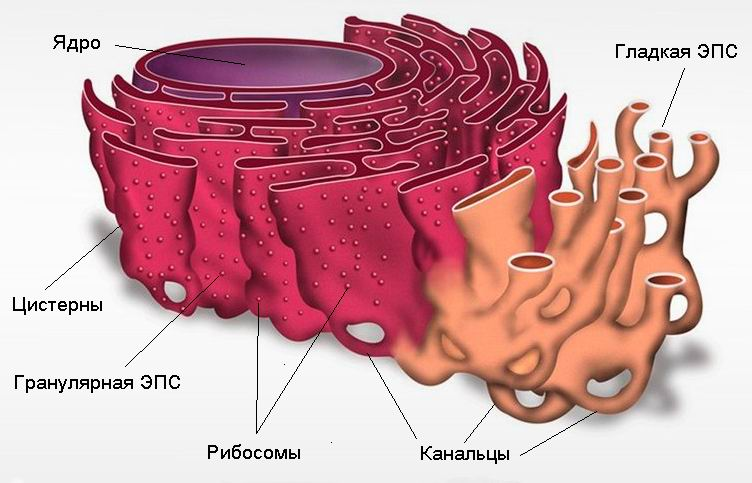 Ядро
Гладкая ЭПС
Цистерны
Гранулярная ЭПС
Рибосомы
Канальцы